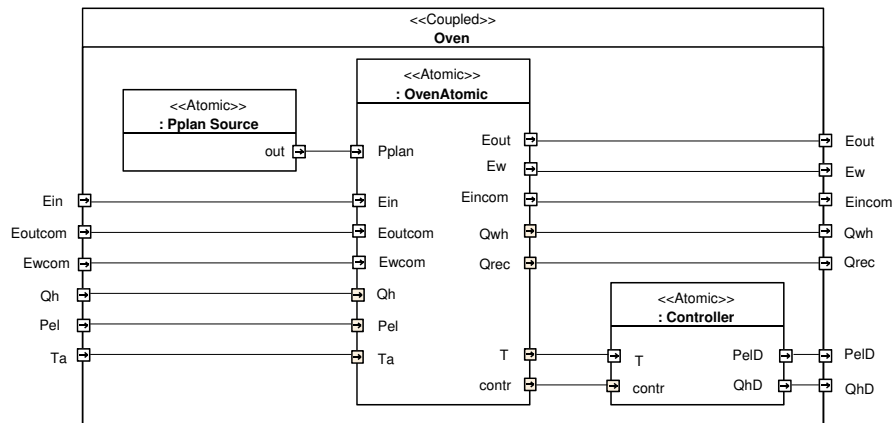 <<Coupled>>
Oven
<<Atomic>>
: OvenAtomic
<<Atomic>>
: Pplan Source
out
Pplan
Eout
Eout
Ew
Ew
Ein
Ein
Eincom
Eincom
Eoutcom
Eoutcom
Qwh
Qwh
Ewcom
Ewcom
Qrec
Qrec
Qh
Qh
<<Atomic>>
: Controller
Pel
Pel
Ta
Ta
T
T
PelD
PelD
contr
contr
QhD
QhD